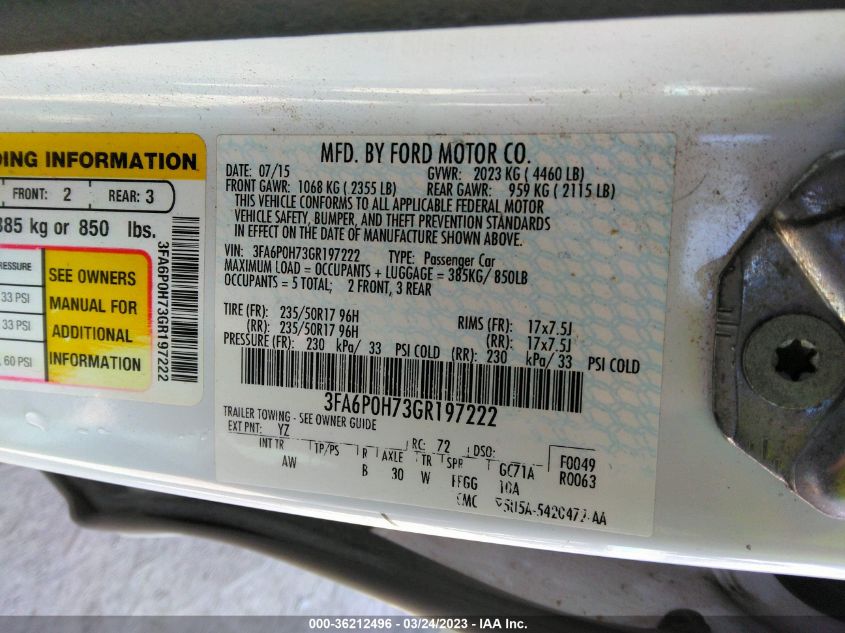 DING INFORMATION
FRONT: 2 REAR: 3
385 kg or 850 lbs.
RESSURE
33 PSI
33 PSI
60 PSI
SEE OWNERS
MANUAL FOR
ADDITIONAL
INFORMATION
3FA6P0H73GR197222
MFD. BY FORD MOTOR CO.
DATE: 07/15 GVWR: 2023 KG ( 4460 LB)
FRONT GAWR: 1068 KG ( 2355 LB) REAR GAWR: 959 KG ( 2115 LB)
THIS VEHICLE CONFORMS TO ALL APPLICABLE FEDERAL MOTOR
VEHICLE SAFETY, BUMPER, AND THEFT PREVENTION STANDARDS
IN EFFECT ON THE DATE OF MANUFACTURE SHOWN ABOVE.
VIN: 3FA6P0H73GR197222 TYPE: Passenger Car
MAXIMUM LOAD = OCCUPANTS + LUGGAGE = 385KG/ 850LB
OCCUPANTS = 5 TOTAL; 2 FRONT, 3 REAR
TIRE (FR): 235/50R17 96H RIMS (FR): 17x7.5J
(RR): 235/50R17 96H (RR): 17x7.5J
PRESSURE (FR): 230 kPa/ 33 PSI COLD (RR): 230 kPa/ 33 PSI COLD
3FA6P0H73GR197222
TRAILER TOWING - SEE OWNER GUIDE
EXT PNT: YZ RC: 72 DSO: F0049
INT TR TP/PS R AXLE TR SPR GC71A R0063
AW B 30 W FFGG
00-36212496 — 03/24/2023 — IAA Inc.